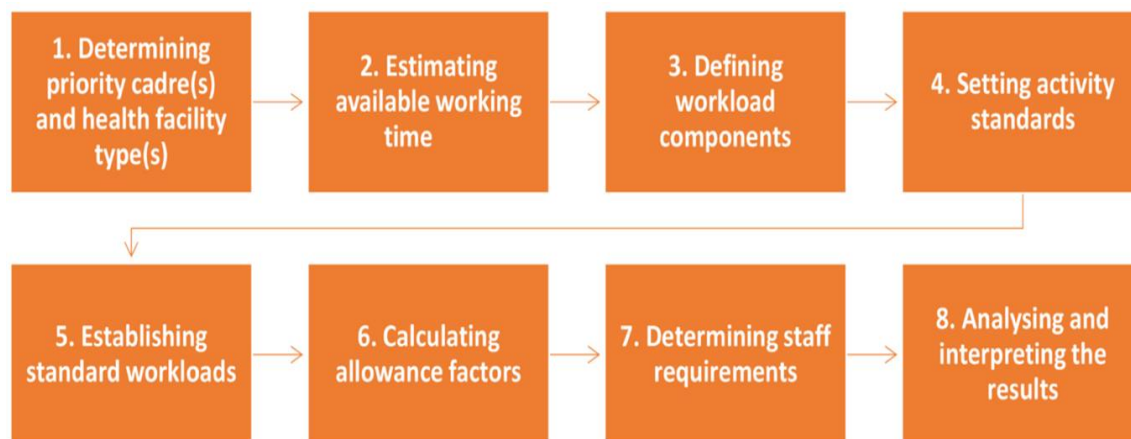 1. Determining
priority cadre(s)
and health facility
type(s)
2. Estimating
available working
time
3. Defining
workload
components
4. Setting activity
standards
5. Establishing
standard workloads
6. Calculating
allowance factors
7. Determining staff
requirements
8. Analysing and
interpreting the
results